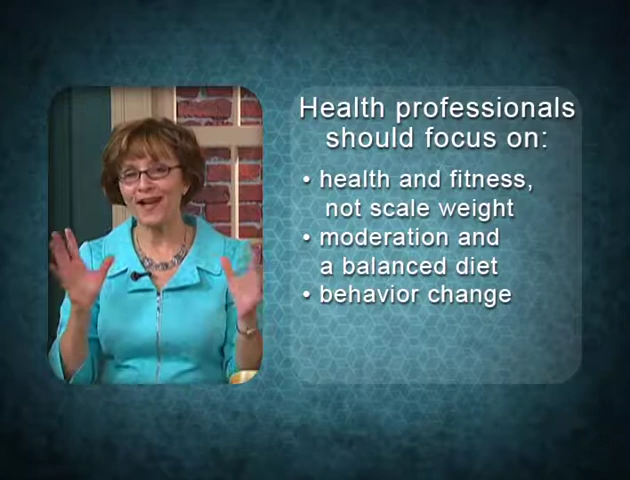 Health professionals
should focus on:
• health and fitness,
not scale weight
• moderation and
a balanced diet
• behavior change